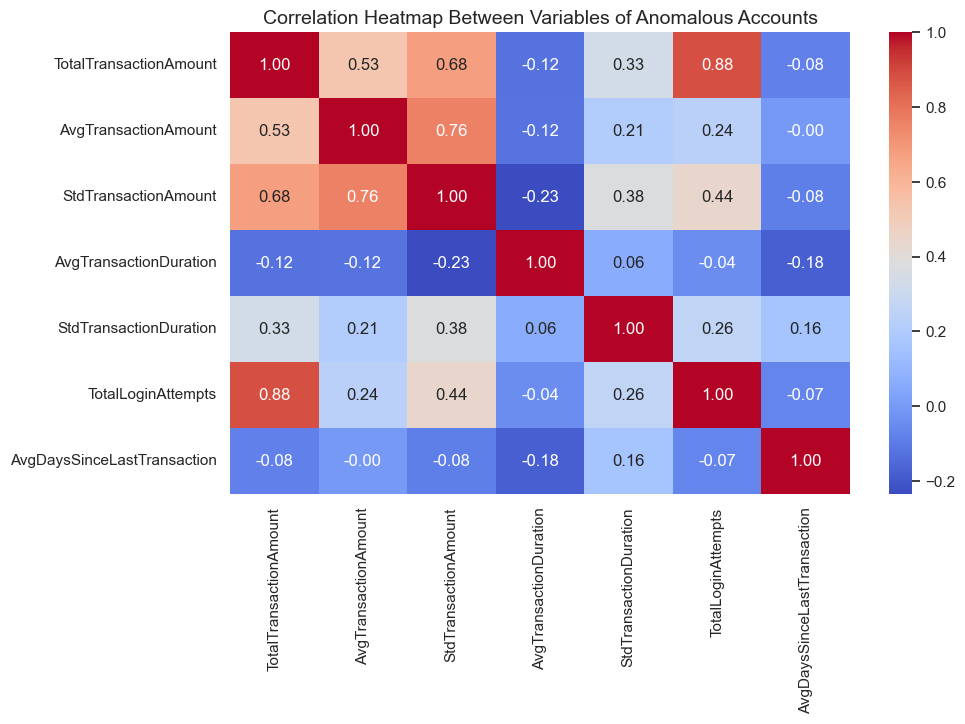 Correlation Heatmap Between Variables of Anomalous Accounts
TotalTransactionAmount 1.00 0.53 0.68 -0.12 0.33 0.88 -0.08
AvgTransactionAmount 0.53 1.00 0.76 -0.12 0.21 0.24 -0.00
StdTransactionAmount 0.68 0.76 1.00 -0.23 0.38 0.44 -0.08
AvgTransactionDuration -0.12 -0.12 -0.23 1.00 0.06 -0.04 -0.18
StdTransactionDuration 0.33 0.21 0.38 0.06 1.00 0.26 0.16
TotalLoginAttempts 0.88 0.24 0.44 -0.04 0.26 1.00 -0.07
AvgDaysSinceLastTransaction -0.08 -0.00 -0.08 -0.18 0.16 -0.07 1.00
TotalTransactionAmount
AvgTransactionAmount
StdTransactionAmount
AvgTransactionDuration
StdTransactionDuration
TotalLoginAttempts
AvgDaysSinceLastTransaction
1.0
0.8
0.6
0.4
0.2
0.0
−0.2